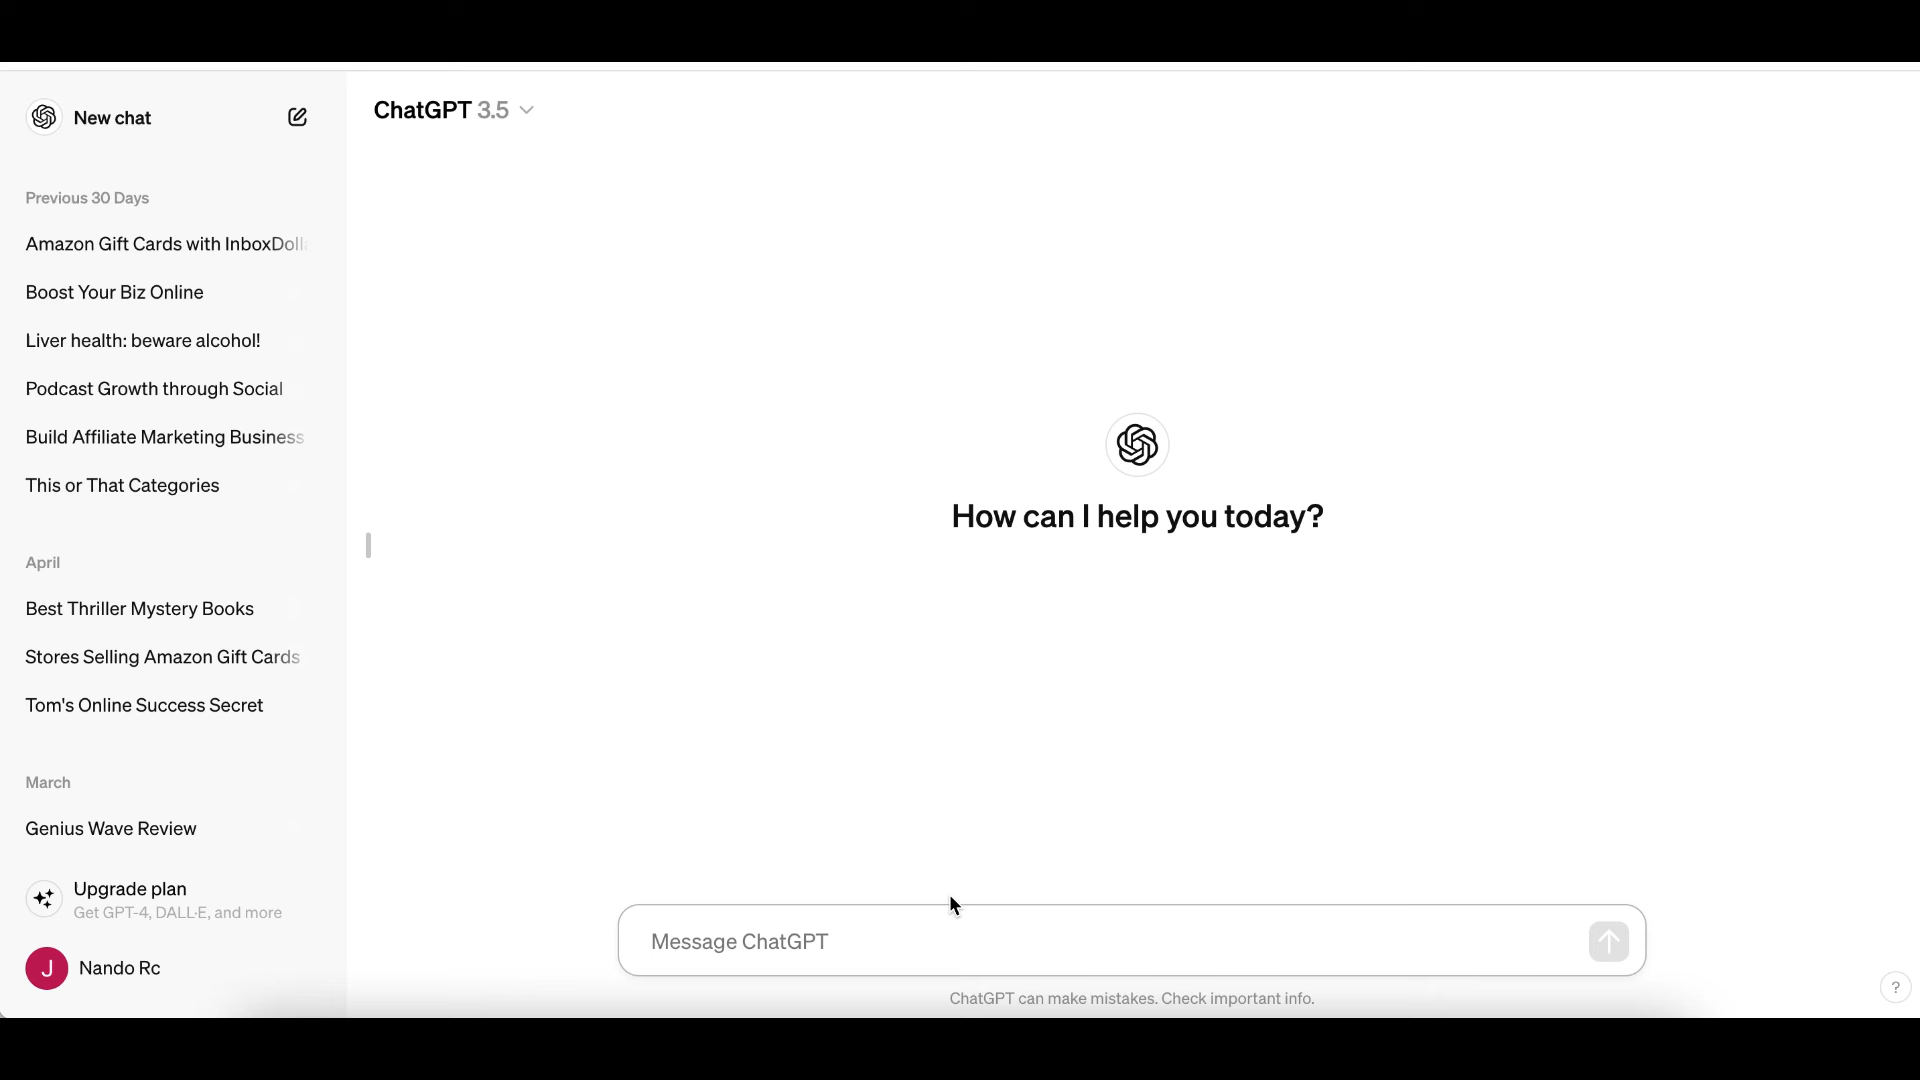 New chat
ChatGPT 3.5
Previous 30 Days
Amazon Gift Cards with InboxDoll
Boost Your Biz Online
Liver health: beware alcohol!
Podcast Growth through Social
Build Affiliate Marketing Business
This or That Categories
April
Best Thriller Mystery Books
Stores Selling Amazon Gift Cards
Tom's Online Success Secret
March
Genius Wave Review
Upgrade plan
Get GPT-4, DALL·E, and more
J
Nando Rc
How can I help you today?
Message ChatGPT
ChatGPT can make mistakes. Check important info.
?